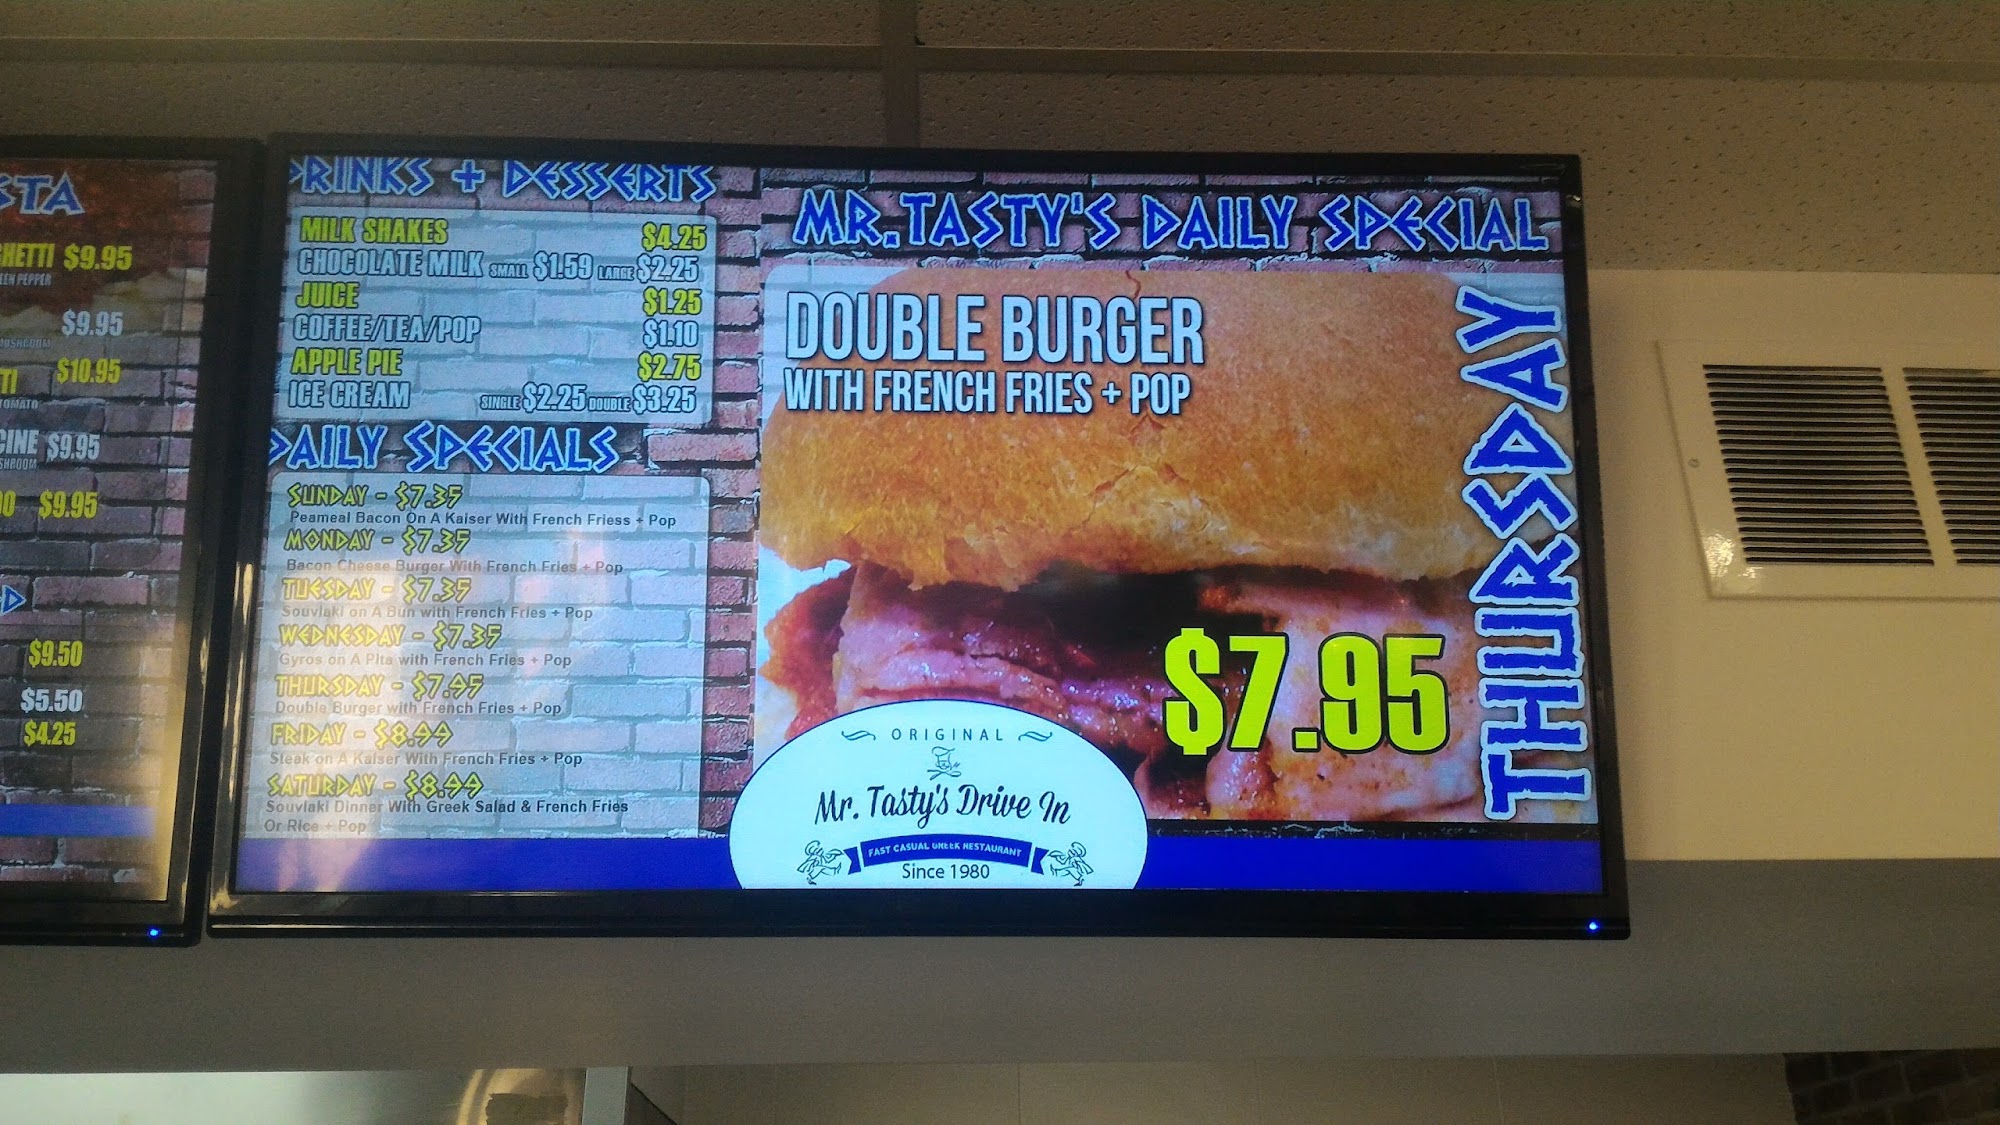 $9.95
$9.95
$10.95
$9.95
$9.95
$9.50
$5.50
$4.25
DRINKS + DESSERTS
MILK SHAKES $4.25
CHOCOLATE MILK SMALL $1.59 LARGE $2.25
JUICE $1.25
COFFEE/TEA/POP $1.10
APPLE PIE $2.75
ICE CREAM SINGLE $2.25 DOUBLE $3.25
DAILY SPECIALS
SUNDAY - $7.35
Peameal Bacon On A Kaiser With French Friess + Pop
MONDAY - $7.35
Bacon Cheese Burger With French Fries + Pop
TUESDAY - $7.35
Souvlaki on A Bun with French Fries + Pop
WEDNESDAY - $7.35
Gyros on A Pita with French Fries + Pop
THURSDAY - $7.95
Double Burger with French Fries + Pop
FRIDAY - $8.99
Steak on A Kaiser With French Fries + Pop
SATURDAY - $8.99
Souvlaki Dinner With Greek Salad & French Fries
Or Rice + Pop
MR.TASTY'S DAILY SPECIAL
DOUBLE BURGER
WITH FRENCH FRIES + POP
$7.95
THURSDAY
ORIGINAL
Mr. Tasty's Drive In
FAST CASUAL GREEK RESTAURANT
Since 1980